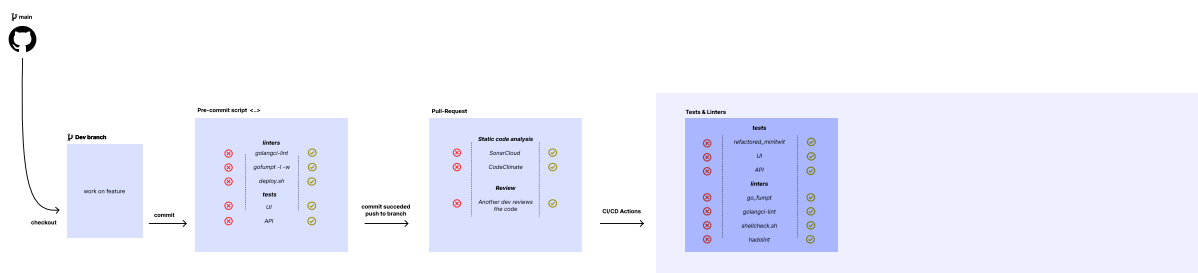 main
checkout
Dev branch
work on feature
commit
Pre-commit script <..>
linters
golangci-lint
gofumpt -l -w
deploy.sh
tests
UI
API
commit succeded
push to branch
Pull-Request
Static code analysis
SonarCloud
CodeClimate
Review
Another dev reviews
the code
CI/CD Actions
Tests & Linters
tests
refactored_minitwit
UI
API
linters
go_fumpt
golangci-lint
shellcheck.sh
hadolint